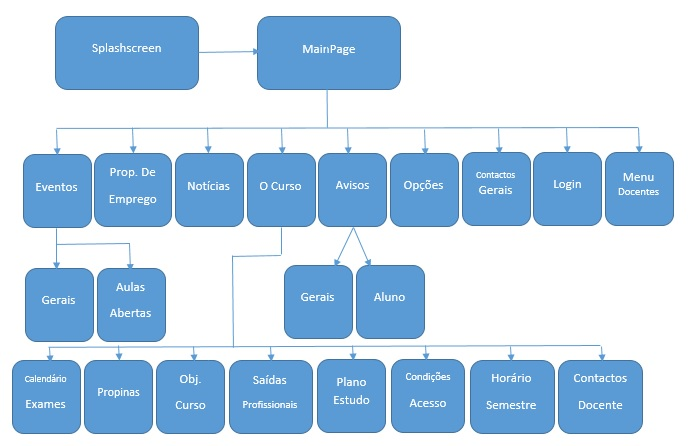 Splashscreen
MainPage
Eventos
Prop. De
Emprego
Notícias
O Curso
Avisos
Opções
Contactos
Gerais
Login
Menu
Docentes
Gerais
Aulas
Abertas
Gerais
Aluno
Calendário
Exames
Propinas
Obj.
Curso
Saídas
Profissionais
Plano
Estudo
Condições
Acesso
Horário
Semestre
Contactos
Docente